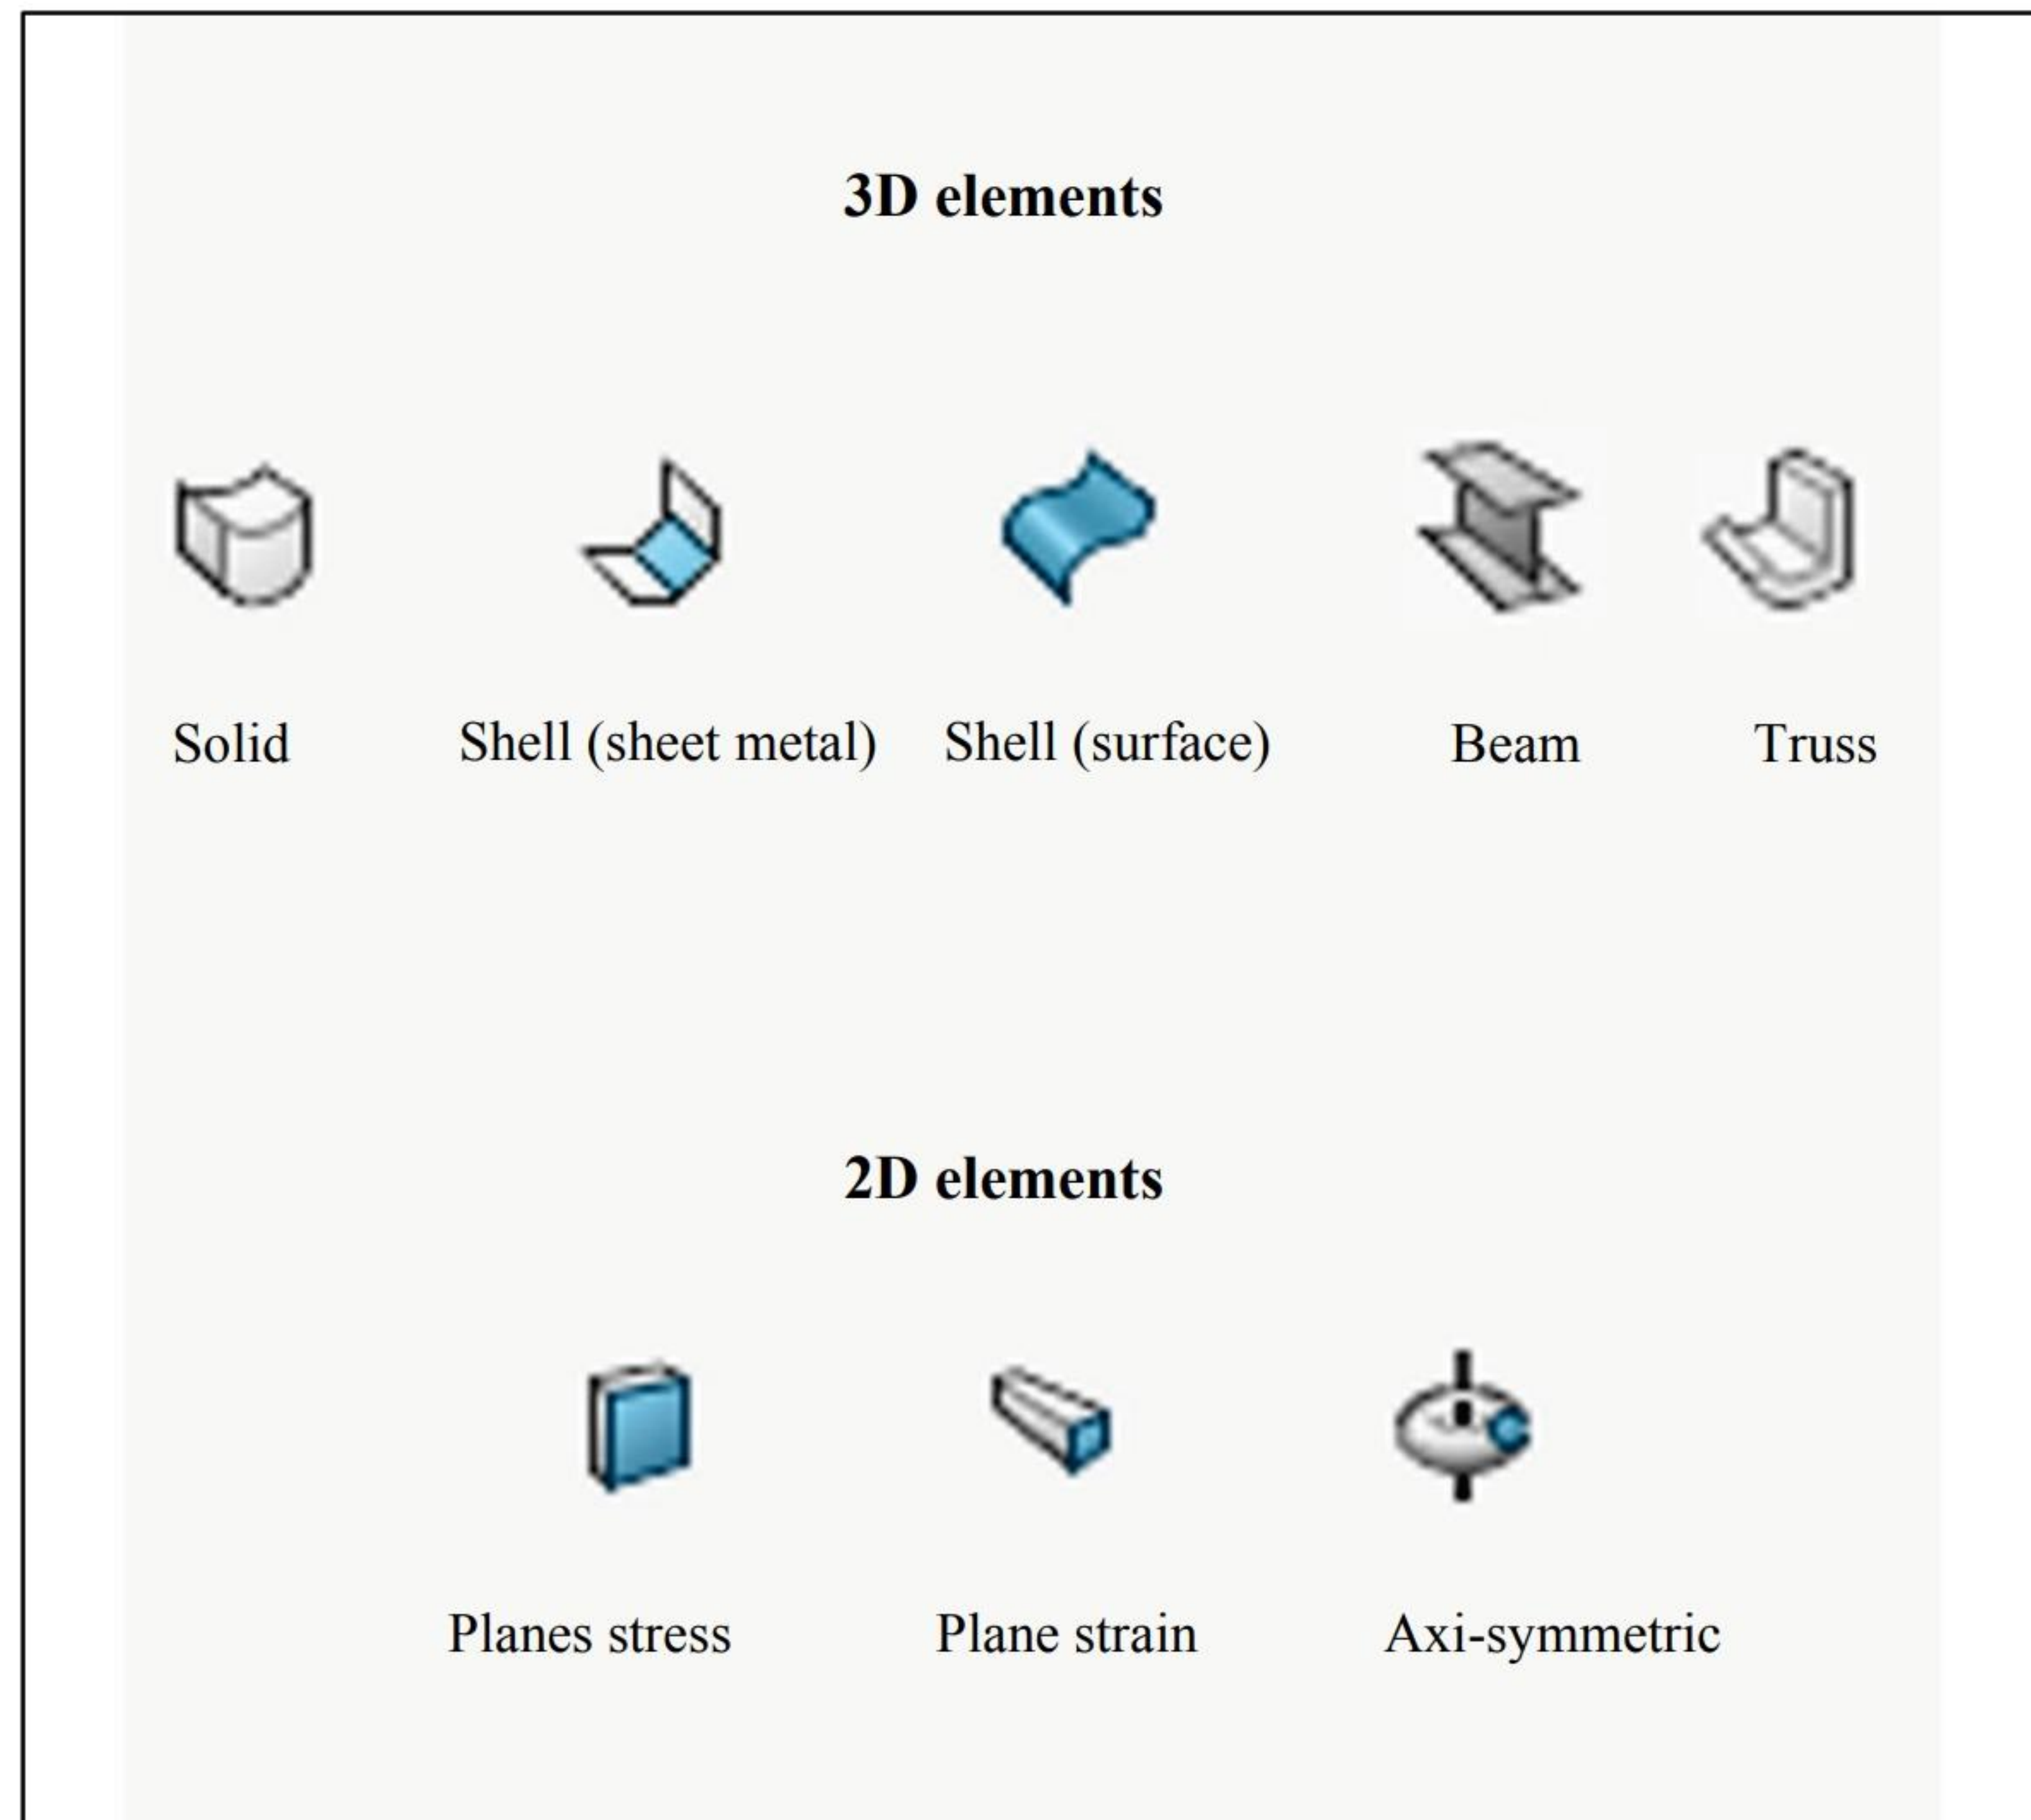 3D elements
Solid Shell (sheet metal) Shell (surface) Beam Truss
2D elements
Planes stress Plane strain Axi-symmetric